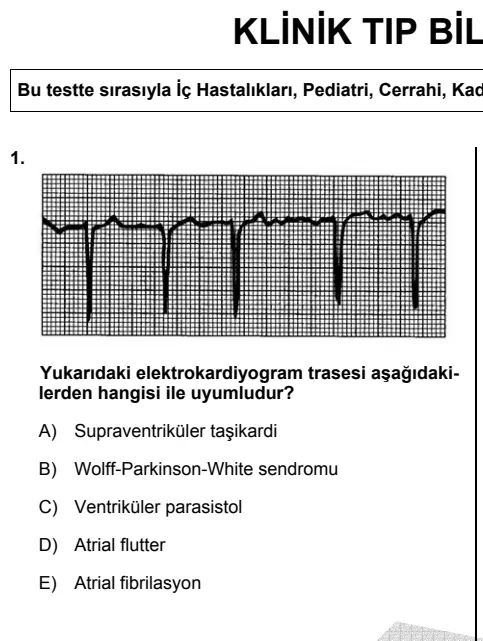 KLİNİK TIP BİL
Bu testte sırasıyla İç Hastalıkları, Pediatri, Cerrahi, Kad
1.
Yukarıdaki elektrokardiyogram trasesi aşağıdaki-
lerden hangisi ile uyumludur?
A) Supraventriküler taşikardi
B) Wolff-Parkinson-White sendromu
C) Ventriküler parasistol
D) Atrial flutter
E) Atrial fibrilasyon